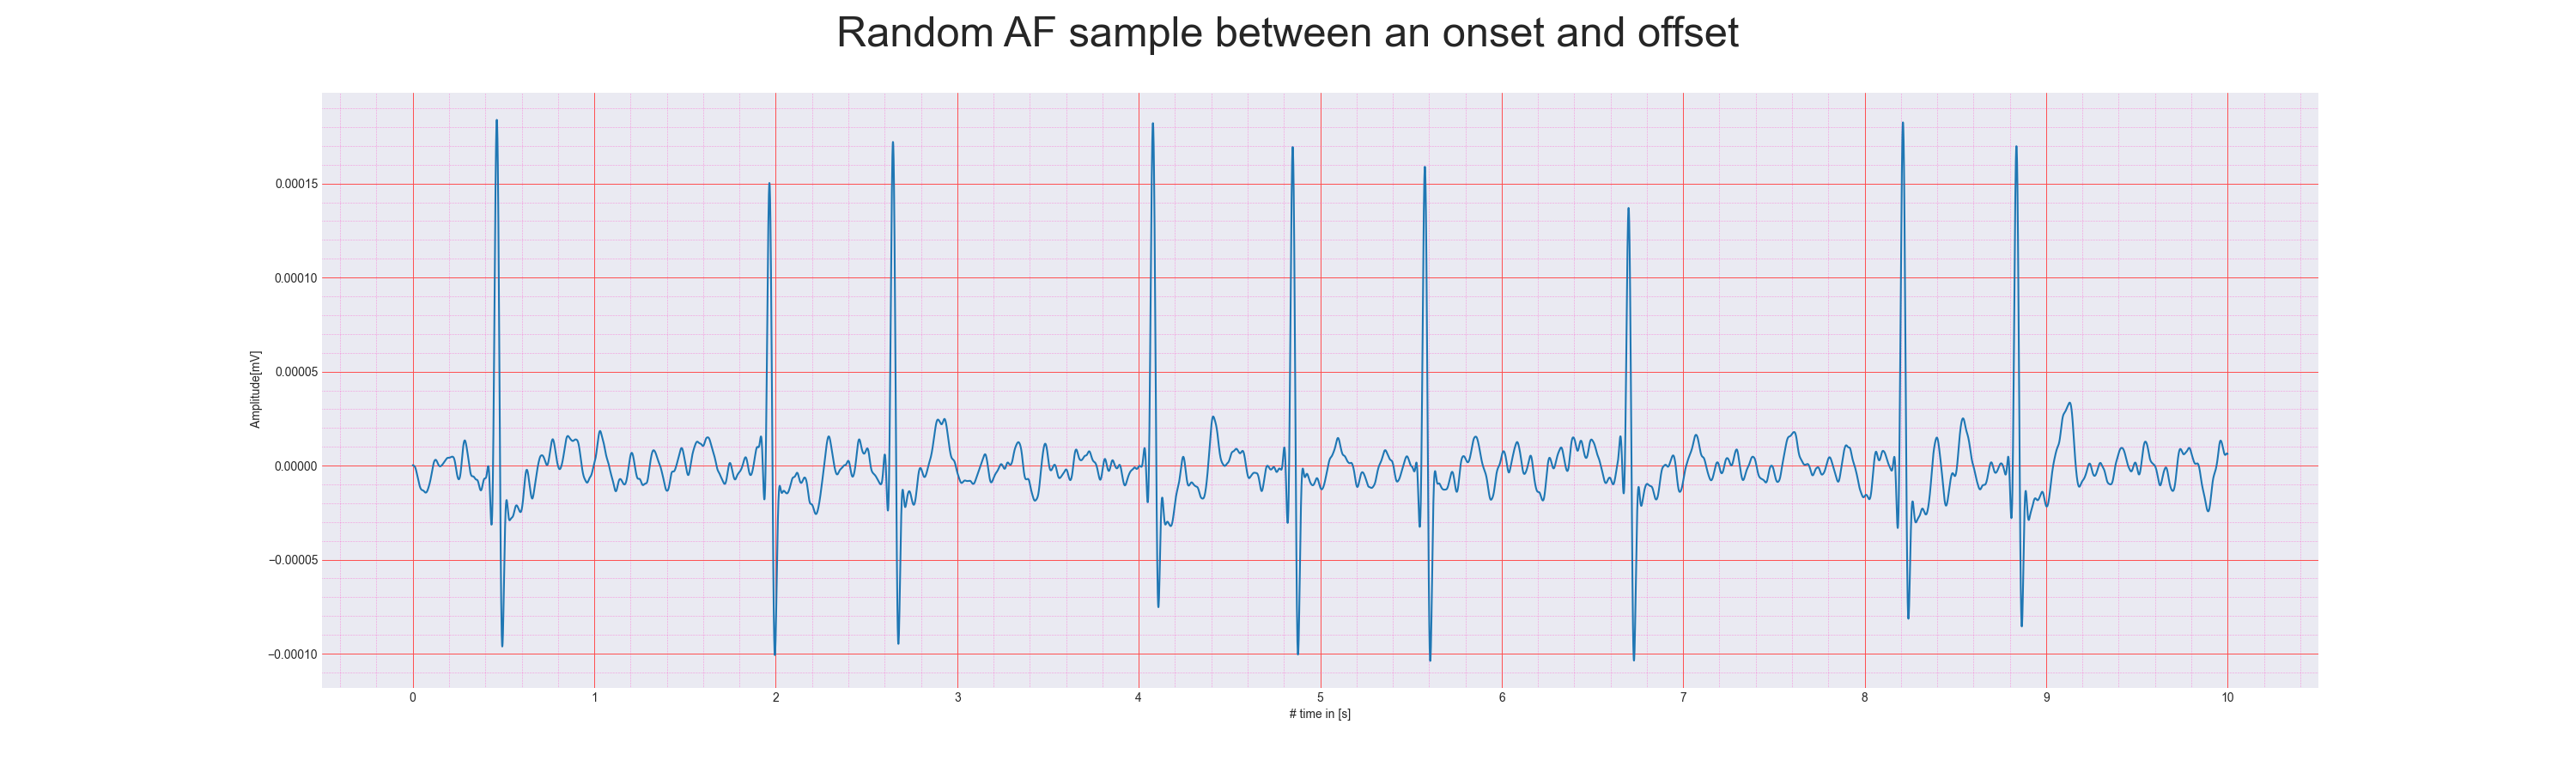 Random AF sample between an onset and offset
Amplitude[mV]
0.00015
0.00010
0.00005
0.00000
−0.00005
−0.00010
0 1 2 3 4 5 6 7 8 9 10
# time in [s]